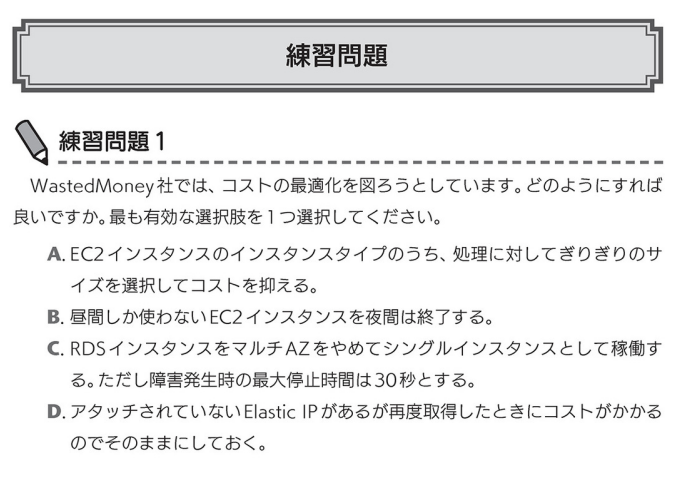 練習問題
練習問題1
WastedMoney社では、コストの最適化を図ろうとしています。どのようにすれば
良いですか。最も有効な選択肢を1つ選択してください。
A. EC2インスタンスのインスタンスタイプのうち、処理に対してぎりぎりのサ
イズを選択してコストを抑える。
B. 昼間しか使わないEC2インスタンスを夜間は終了する。
C. RDSインスタンスをマルチAZをやめてシングルインスタンスとして稼働す
る。ただし障害発生時の最大停止時間は30秒とする。
D. アタッチされていないElastic IPがあるが再度取得したときにコストがかかる
のでそのままにしておく。